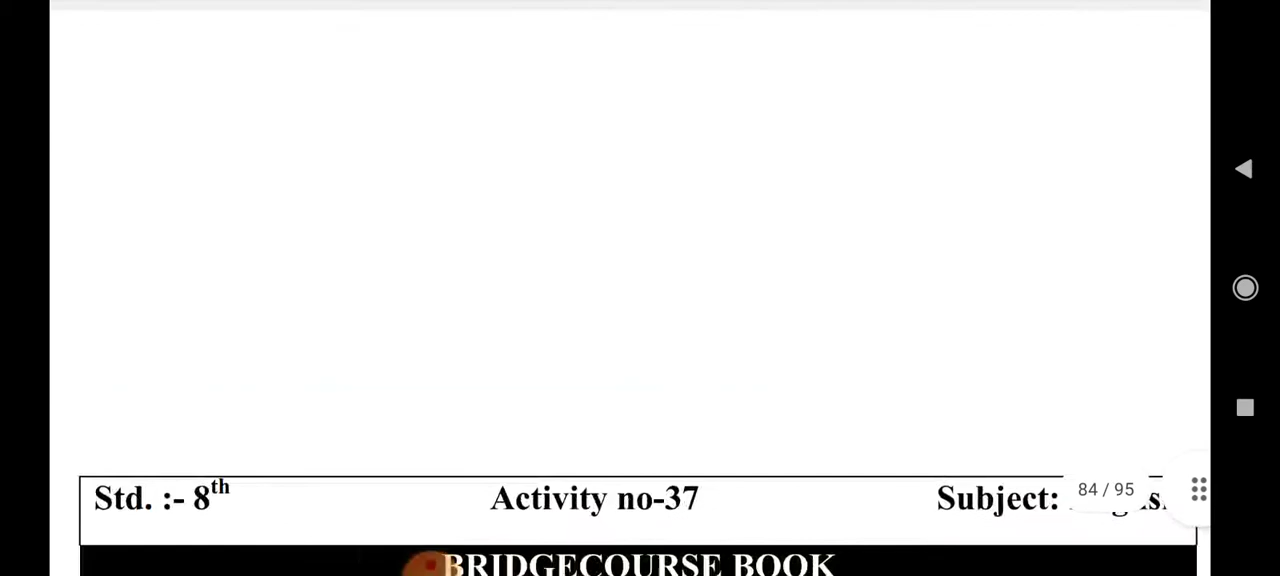 Std. :- 8th Activity no-37 Subject:
84 / 95
BRIDGECOURSE BOOK